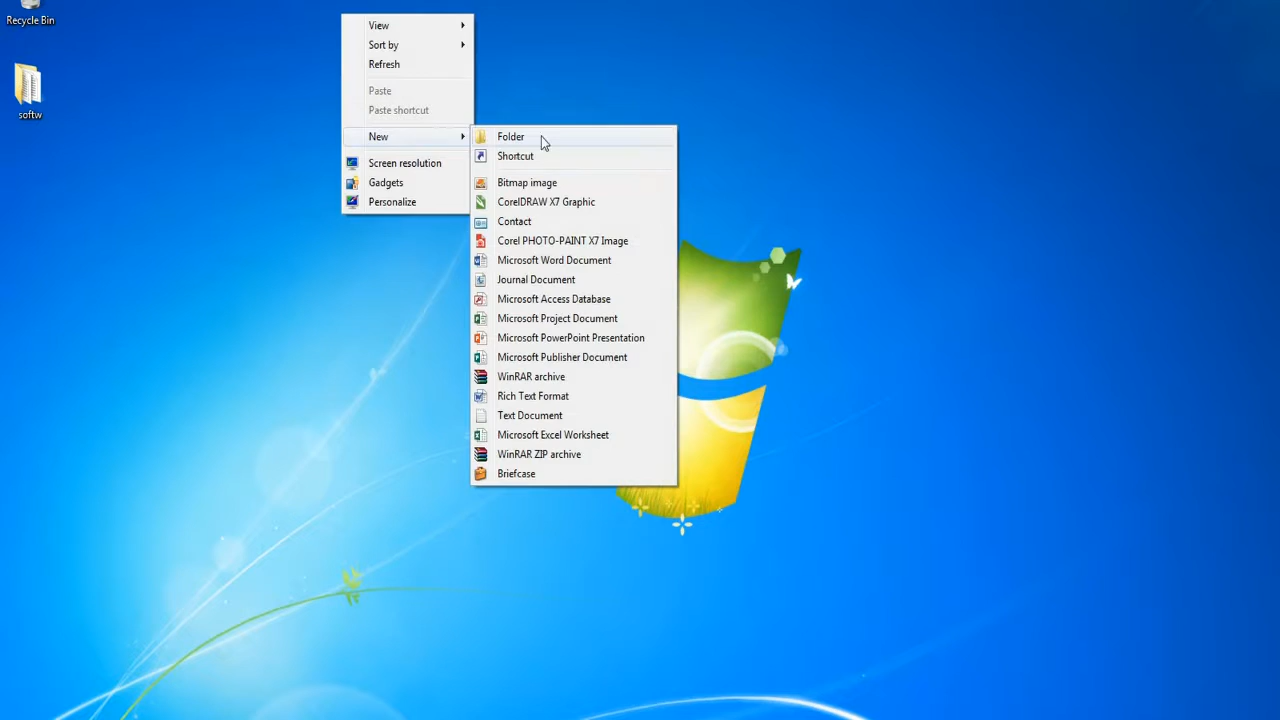 Recycle Bin
softw
View
Sort by
Refresh
Paste
Paste shortcut
New
Screen resolution
Gadgets
Personalize
Folder
Shortcut
Bitmap image
CorelDRAW X7 Graphic
Contact
Corel PHOTO-PAINT X7 Image
Microsoft Word Document
Journal Document
Microsoft Access Database
Microsoft Project Document
Microsoft PowerPoint Presentation
Microsoft Publisher Document
WinRAR archive
Rich Text Format
Text Document
Microsoft Excel Worksheet
WinRAR ZIP archive
Briefcase